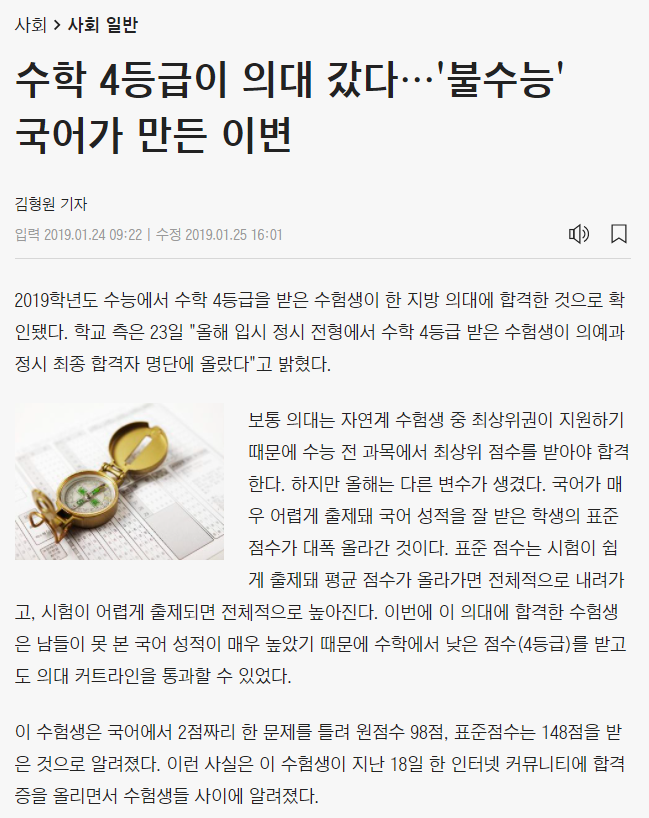 사회 > 사회 일반
수학 4등급이 의대 갔다…'불수능'
국어가 만든 이변
김형원 기자
입력 2019.01.24 09:22 | 수정 2019.01.25 16:01
2019학년도 수능에서 수학 4등급을 받은 수험생이 한 지방 의대에 합격한 것으로 확
인됐다. 학교 측은 23일 "올해 입시 정시 전형에서 수학 4등급 받은 수험생이 의예과
정시 최종 합격자 명단에 올랐다"고 밝혔다.
보통 의대는 자연계 수험생 중 최상위권이 지원하기
때문에 수능 전 과목에서 최상위 점수를 받아야 합격
한다. 하지만 올해는 다른 변수가 생겼다. 국어가 매
우 어렵게 출제돼 국어 성적을 잘 받은 학생의 표준
점수가 대폭 올라간 것이다. 표준 점수는 시험이 쉽
게 출제돼 평균 점수가 올라가면 전체적으로 내려가
고, 시험이 어렵게 출제되면 전체적으로 높아진다. 이번에 이 의대에 합격한 수험생
은 남들이 못 본 국어 성적이 매우 높았기 때문에 수학에서 낮은 점수(4등급)를 받고
도 의대 커트라인을 통과할 수 있었다.
이 수험생은 국어에서 2점짜리 한 문제를 틀려 원점수 98점, 표준점수는 148점을 받
은 것으로 알려졌다. 이런 사실은 이 수험생이 지난 18일 한 인터넷 커뮤니티에 합격
증을 올리면서 수험생들 사이에 알려졌다.